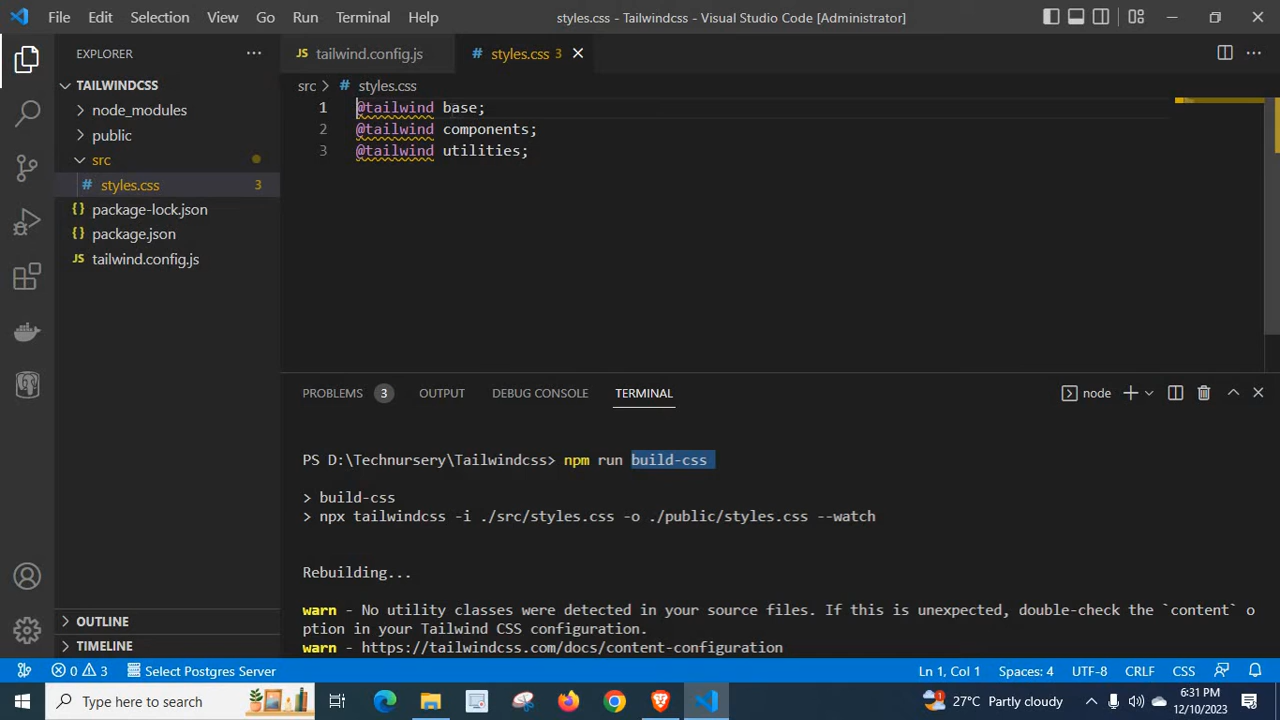 File Edit Selection View Go Run Terminal Help styles.css - Tailwindcss - Visual Studio Code [Administrator]
EXPLORER
TAILWINDCSS
node_modules
public
src
styles.css 3
package-lock.json
package.json
JS tailwind.config.js
OUTLINE
TIMELINE
JS tailwind.config.js # styles.css 3
src > # styles.css
1 @tailwind base;
2 @tailwind components;
3 @tailwind utilities;
PROBLEMS 3 OUTPUT DEBUG CONSOLE TERMINAL node
PS D:\Technursery\Tailwindcss> npm run build-css
> build-css
> npx tailwindcss -i ./src/styles.css -o ./public/styles.css --watch
Rebuilding...
warn - No utility classes were detected in your source files. If this is unexpected, double-check the `content` o
ption in your Tailwind CSS configuration.
warn - https://tailwindcss.com/docs/content-configuration
0 3 Select Postgres Server Ln 1, Col 1 Spaces: 4 UTF-8 CRLF CSS
Type here to search 27°C Partly cloudy 6:31 PM
12/10/2023